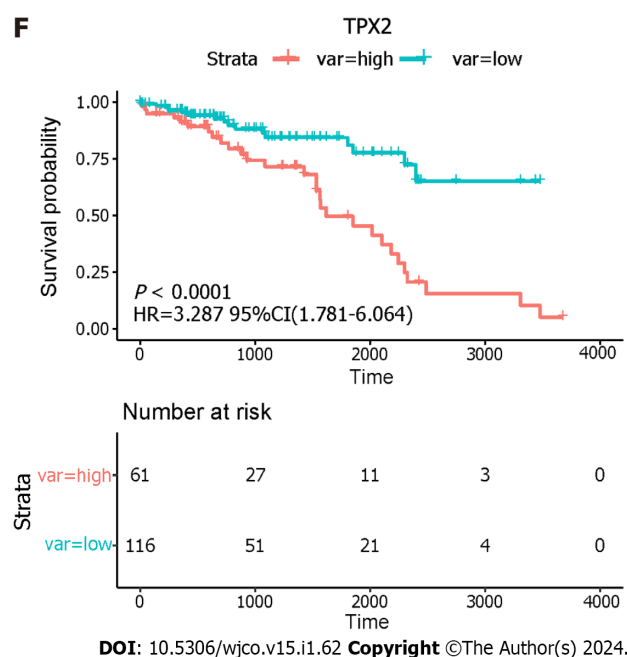 F
TPX2
Strata var=high var=low
Survival probability
1.00
0.75
0.50
0.25
0.00
P < 0.0001
HR=3.287 95%CI(1.781-6.064)
0 1000 2000 3000 4000
Time
Number at risk
Strata
var=high 61 27 11 3 0
var=low 116 51 21 4 0
0 1000 2000 3000 4000
Time
DOI: 10.5306/wjco.v15.i1.62 Copyright ©The Author(s) 2024.